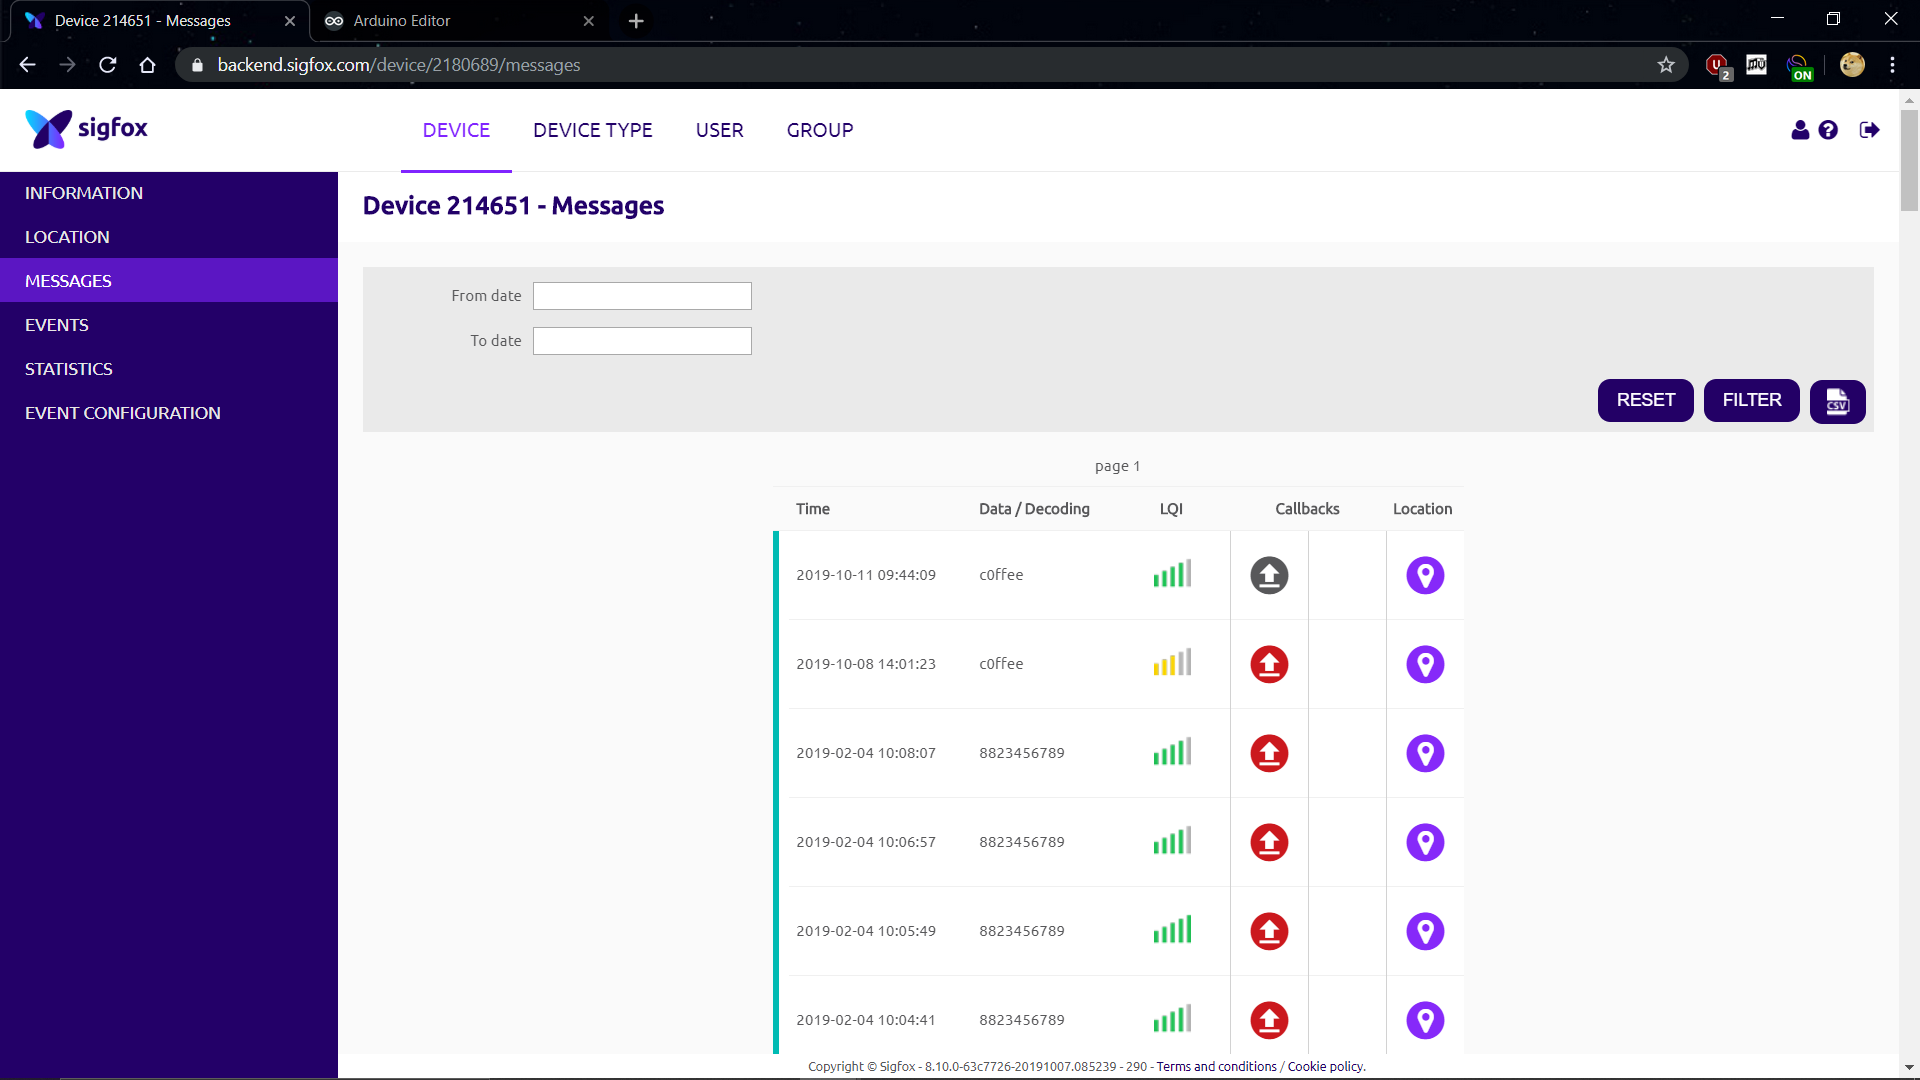 Device 214651 - Messages
Arduino Editor
backend.sigfox.com/device/2180689/messages
2
ON
sigfox
DEVICE
DEVICE TYPE
USER
GROUP
INFORMATION
LOCATION
MESSAGES
EVENTS
STATISTICS
EVENT CONFIGURATION
Device 214651 - Messages
From date
To date
RESET
FILTER
CSV
page 1
Time Data / Decoding LQI Callbacks Location
2019-10-11 09:44:09 c0ffee
2019-10-08 14:01:23 c0ffee
2019-02-04 10:08:07 8823456789
2019-02-04 10:06:57 8823456789
2019-02-04 10:05:49 8823456789
2019-02-04 10:04:41 8823456789
Copyright © Sigfox - 8.10.0-63c7726-20191007.085239 - 290 - Terms and conditions / Cookie policy.